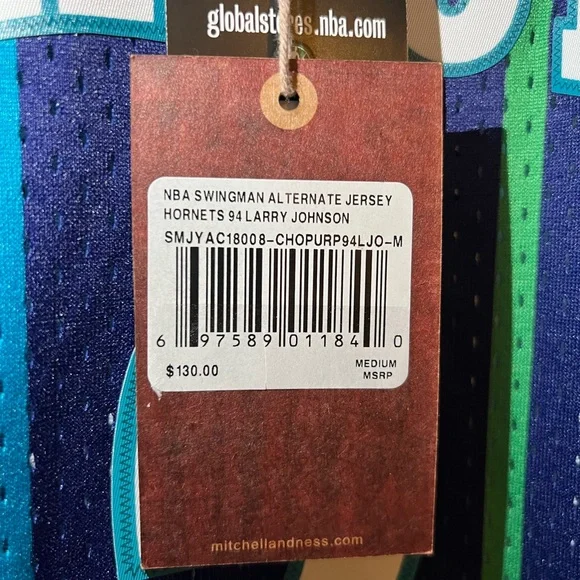 globalstores.nba.com
NBA SWINGMAN ALTERNATE JERSEY
HORNETS 94 LARRY JOHNSON
SMJYAC18008-CHOPURP94LJO-M
6 97589 01184 0
$130.00
MEDIUM
MSRP
mitchellandness.com